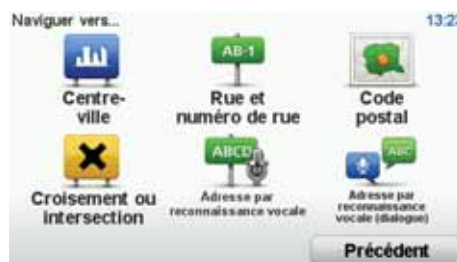 Naviguer vers...
13:23
AB-1
Centre-
ville
Rue et
numéro de rue
Code
postal
ABCD
ABC
Croisement ou
intersection
Adresse par
reconnaissance vocale
Adresse par
reconnaissance
vocale (dialogue)
Précédent